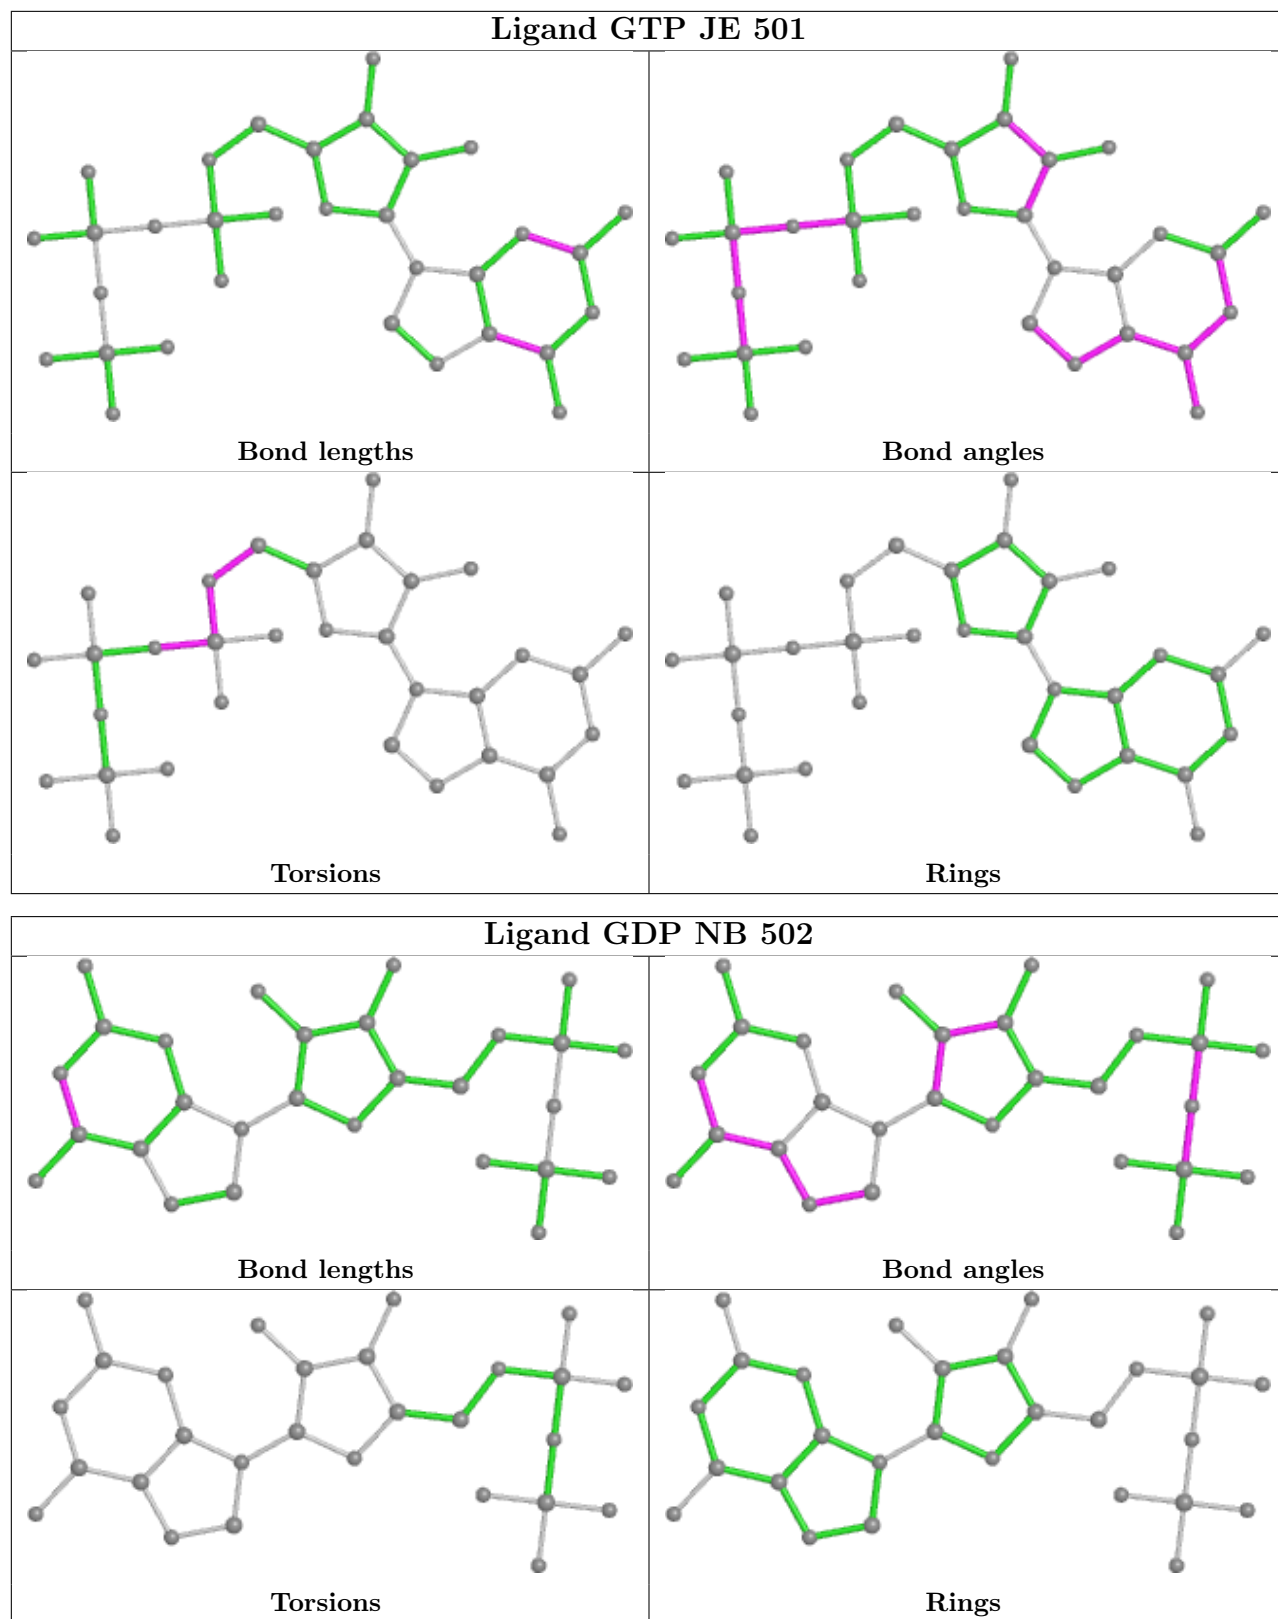 Ligand GTP JE 501
Bond lengths
Bond angles
Torsions
Rings
Ligand GDP NB 502
Bond lengths
Bond angles
Torsions
Rings